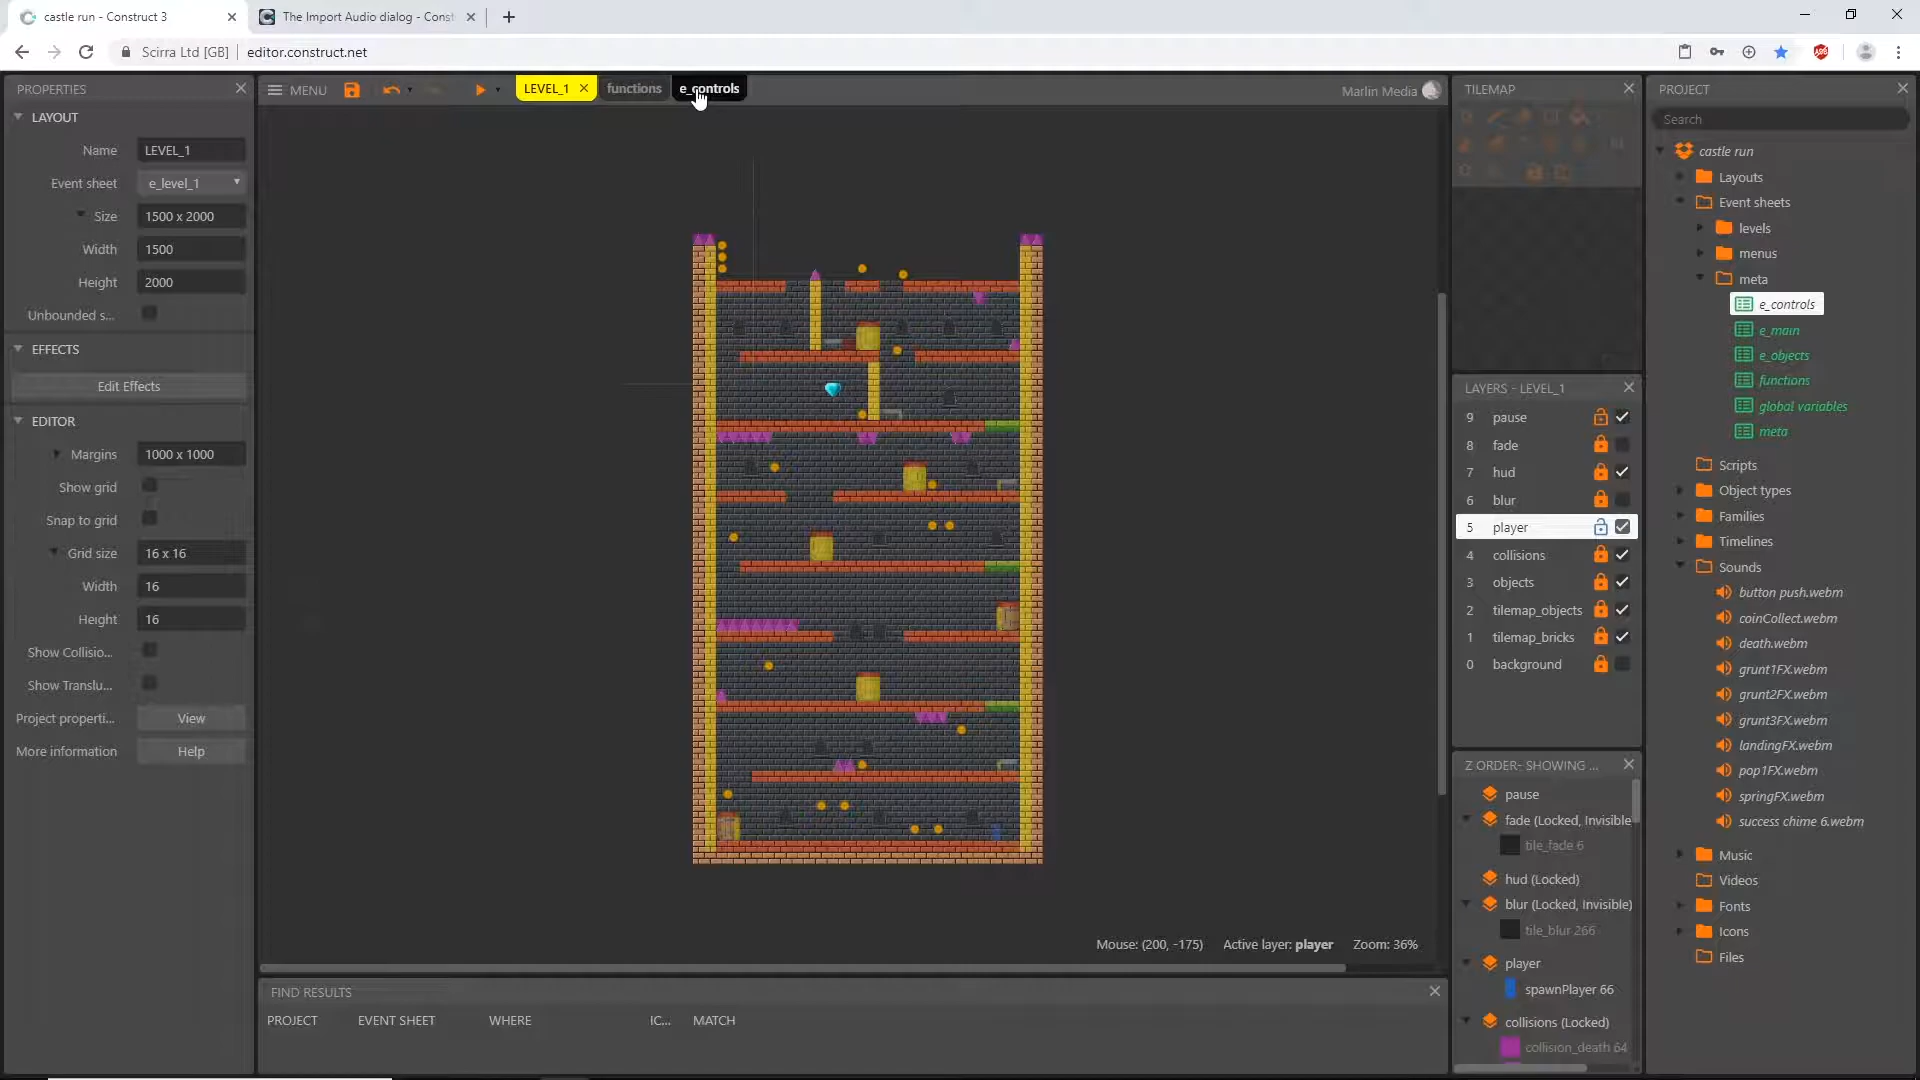 castle run - Construct 3
The Import Audio dialog - Const
Scirra Ltd [GB]
editor.construct.net
PROPERTIES
LAYOUT
Name LEVEL_1
Event sheet e_level_1
Size 1500 x 2000
Width 1500
Height 2000
Unbounded s...
EFFECTS
Edit Effects
EDITOR
Margins 1000 x 1000
Show grid
Snap to grid
Grid size 16 x 16
Width 16
Height 16
Show Collisio...
Show Translu...
Project properti... View
More information Help
MENU
LEVEL_1
functions
e_controls
Marlin Media
Mouse: (200, -175) Active layer: player Zoom: 36%
FIND RESULTS
PROJECT EVENT SHEET WHERE IC... MATCH
TILEMAP
LAYERS - LEVEL_1
9 pause
8 fade
7 hud
6 blur
5 player
4 collisions
3 objects
2 tilemap_objects
1 tilemap_bricks
0 background
Z ORDER- SHOWING ...
pause
fade (Locked, Invisible
tile_fade 6
hud (Locked)
blur (Locked, Invisible)
tile_blur 266
player
spawnPlayer 66
collisions (Locked)
collision_death 64
PROJECT
Search
castle run
Layouts
Event sheets
levels
menus
meta
e_controls
e_main
e_objects
functions
global variables
meta
Scripts
Object types
Families
Timelines
Sounds
button push.webm
coinCollect.webm
death.webm
grunt1FX.webm
grunt2FX.webm
grunt3FX.webm
landingFX.webm
pop1FX.webm
springFX.webm
success chime 6.webm
Music
Videos
Fonts
Icons
Files